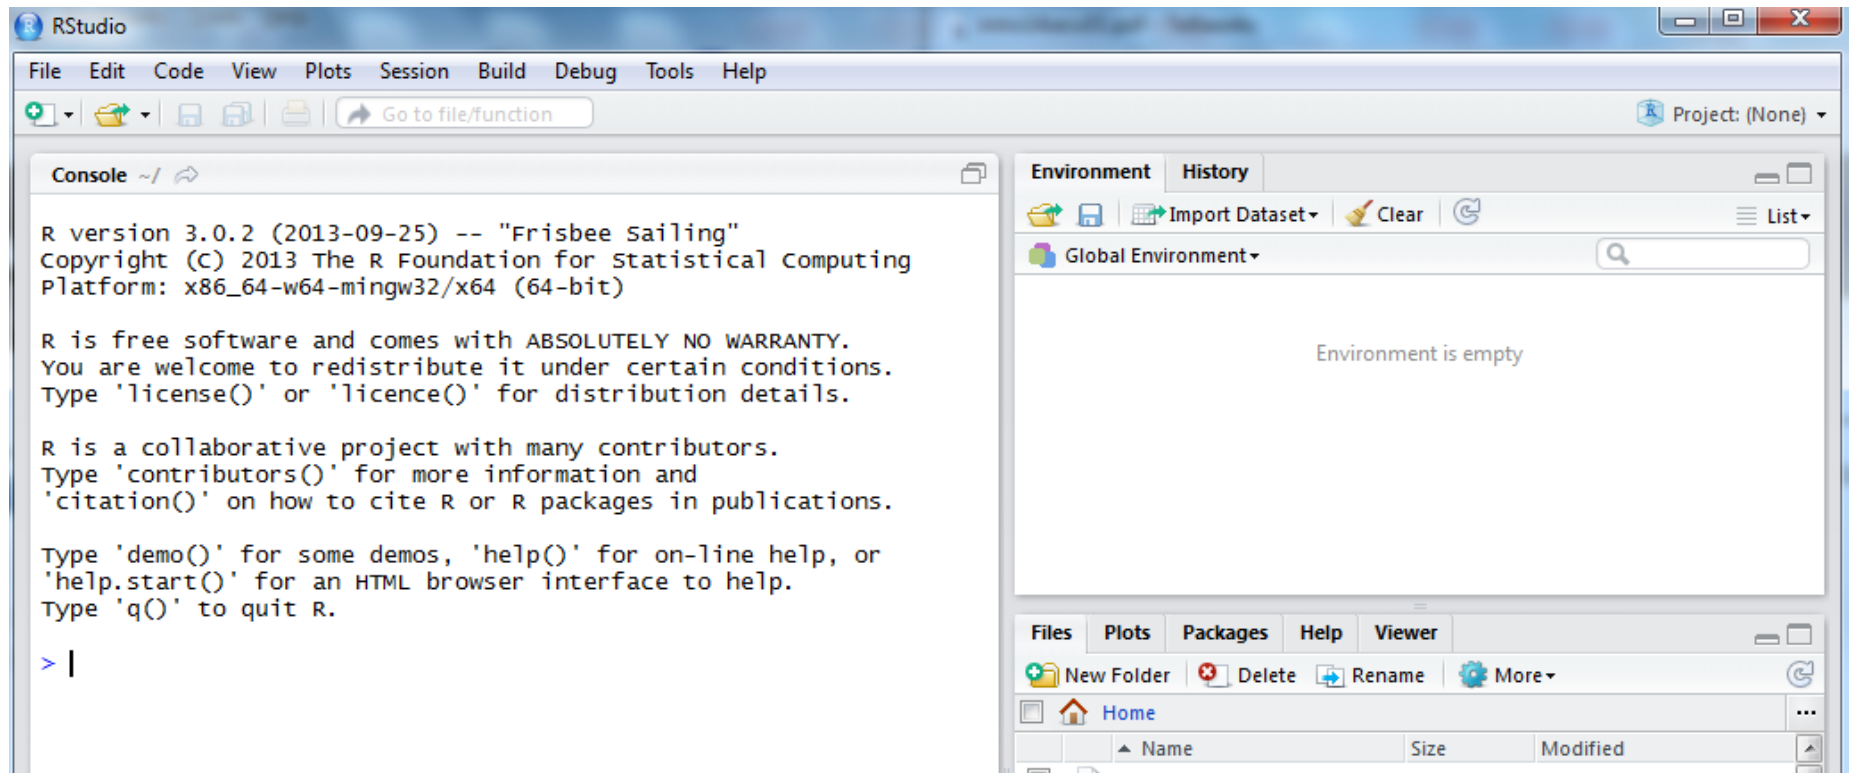 RStudio
File Edit Code View Plots Session Build Debug Tools Help
Go to file/function
Project: (None)
Console ~/
R version 3.0.2 (2013-09-25) -- "Frisbee Sailing"
Copyright (C) 2013 The R Foundation for Statistical Computing
Platform: x86_64-w64-mingw32/x64 (64-bit)
R is free software and comes with ABSOLUTELY NO WARRANTY.
You are welcome to redistribute it under certain conditions.
Type 'license()' or 'licence()' for distribution details.
R is a collaborative project with many contributors.
Type 'contributors()' for more information and
'citation()' on how to cite R or R packages in publications.
Type 'demo()' for some demos, 'help()' for on-line help, or
'help.start()' for an HTML browser interface to help.
Type 'q()' to quit R.
>
Environment History
Import Dataset Clear List
Global Environment
Environment is empty
Files Plots Packages Help Viewer
New Folder Delete Rename More
Home ...
Name Size Modified